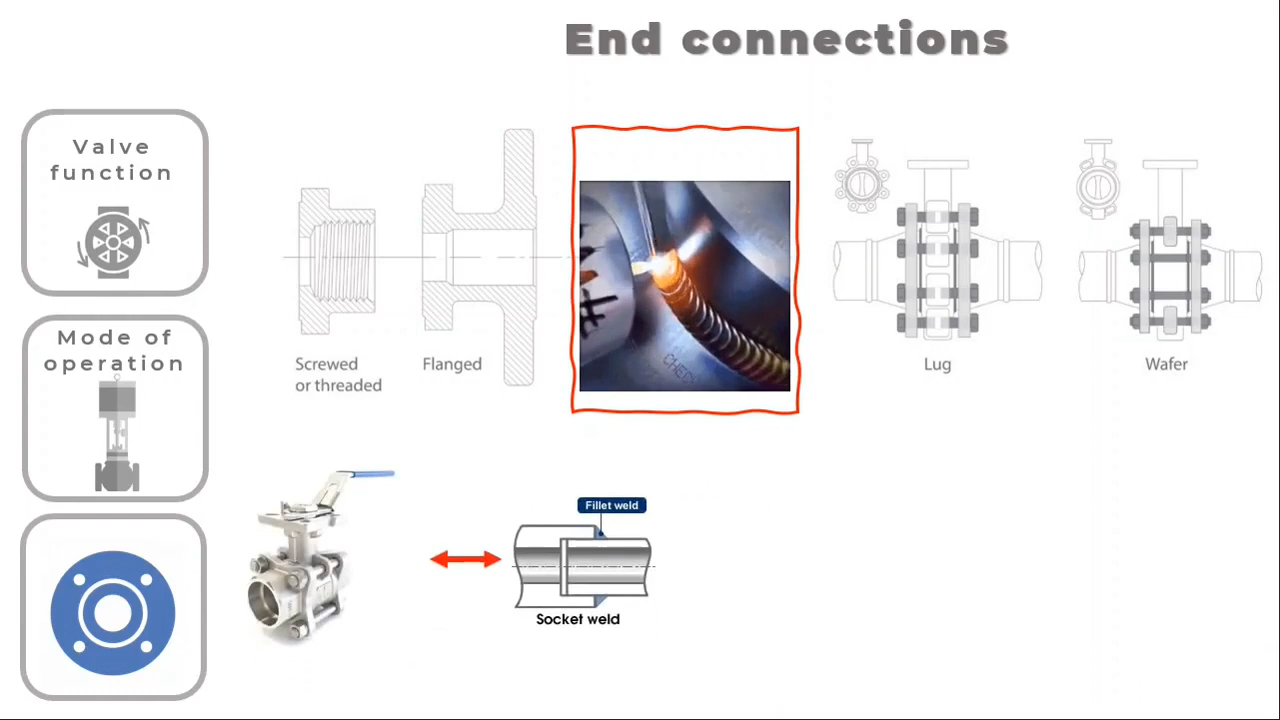 End connections
Valve
function
Mode of
operation
Screwed
or threaded
Flanged
Lug
Wafer
Fillet weld
Socket weld